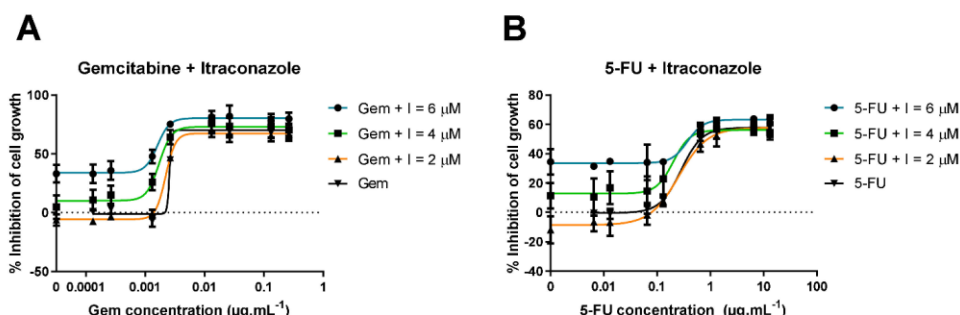 A
Gemcitabine + Itraconazole
% Inhibition of cell growth
100
50
0
-50
0 0.0001 0.001 0.01 0.1 1
Gem concentration (µg.mL-1)
Gem + I = 6 µM
Gem + I = 4 µM
Gem + I = 2 µM
Gem
B
5-FU + Itraconazole
% Inhibition of cell growth
80
60
40
20
0
-20
-40
0 0.01 0.1 1 10 100
5-FU concentration (µg.mL-1)
5-FU + I = 6 µM
5-FU + I = 4 µM
5-FU + I = 2 µM
5-FU